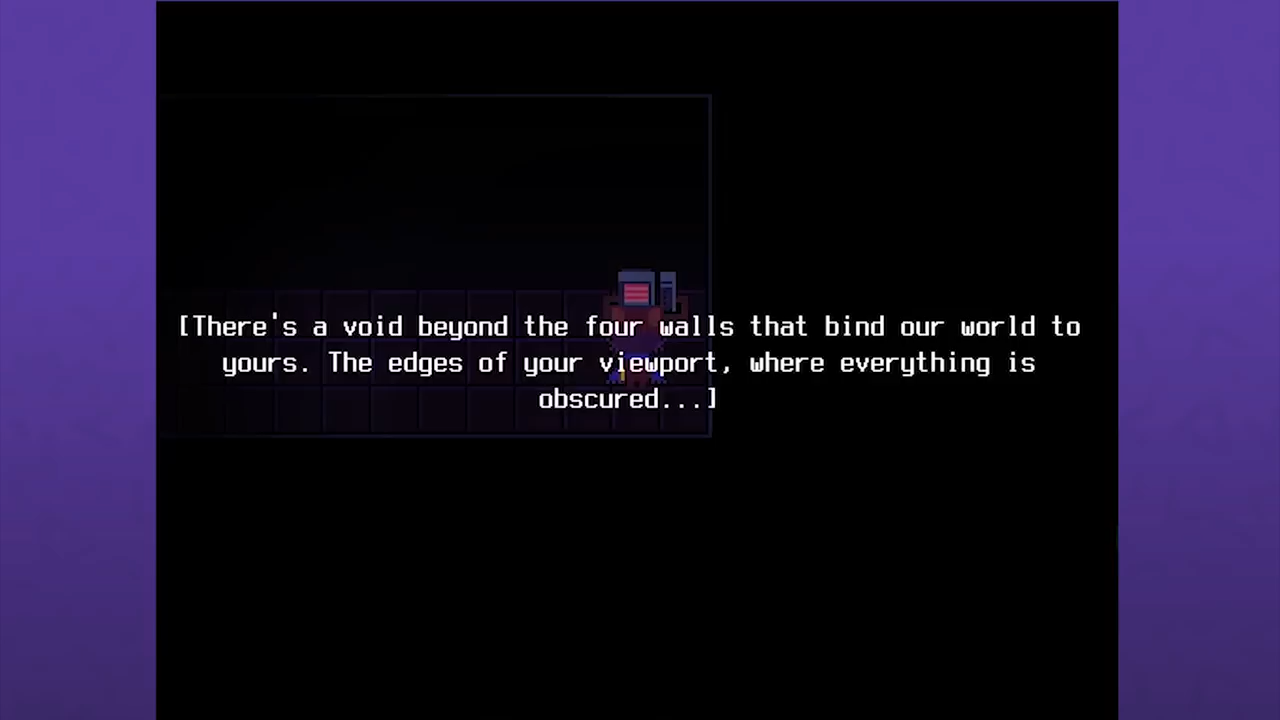 [There's a void beyond the four walls that bind our world to
yours. The edges of your viewport, where everything is
obscured...]